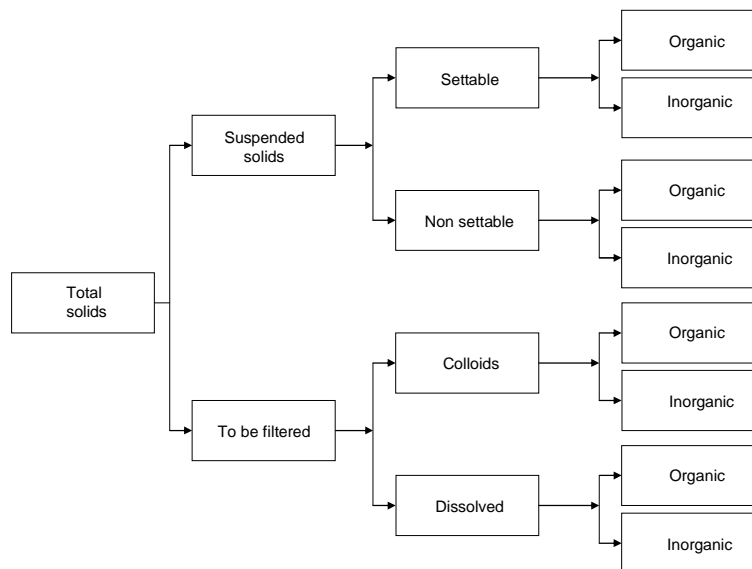 Organic
Settable
Inorganic
Suspended
solids
Organic
Non settable
Inorganic
Total
solids
Organic
Colloids
Inorganic
To be filtered
Organic
Dissolved
Inorganic